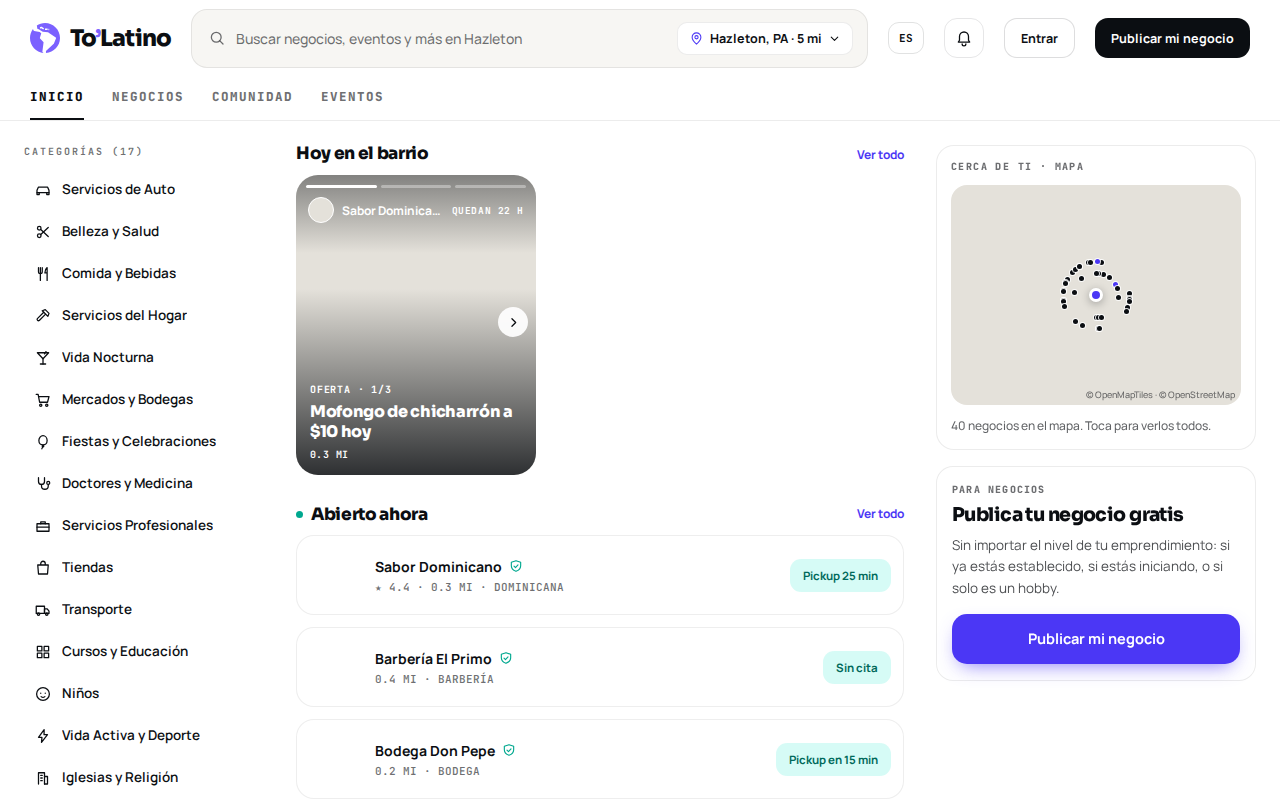 To'Latino
Buscar negocios, eventos y más en Hazleton
Hazleton, PA · 5 mi
ES
Entrar
Publicar mi negocio
INICIO
NEGOCIOS
COMUNIDAD
EVENTOS
CATEGORÍAS (17)
Servicios de Auto
Belleza y Salud
Comida y Bebidas
Servicios del Hogar
Vida Nocturna
Mercados y Bodegas
Fiestas y Celebraciones
Doctores y Medicina
Servicios Profesionales
Tiendas
Transporte
Cursos y Educación
Niños
Vida Activa y Deporte
Iglesias y Religión
Hoy en el barrio
Ver todo
Sabor Dominica…
QUEDAN 22 H
OFERTA · 1/3
Mofongo de chicharrón a
$10 hoy
0.3 MI
Abierto ahora
Ver todo
Sabor Dominicano
★ 4.4 · 0.3 MI · DOMINICANA
Pickup 25 min
Barbería El Primo
0.4 MI · BARBERÍA
Sin cita
Bodega Don Pepe
0.2 MI · BODEGA
Pickup en 15 min
CERCA DE TI · MAPA
© OpenMapTiles · © OpenStreetMap
40 negocios en el mapa. Toca para verlos todos.
PARA NEGOCIOS
Publica tu negocio gratis
Sin importar el nivel de tu emprendimiento: si
ya estás establecido, si estás iniciando, o si
solo es un hobby.
Publicar mi negocio